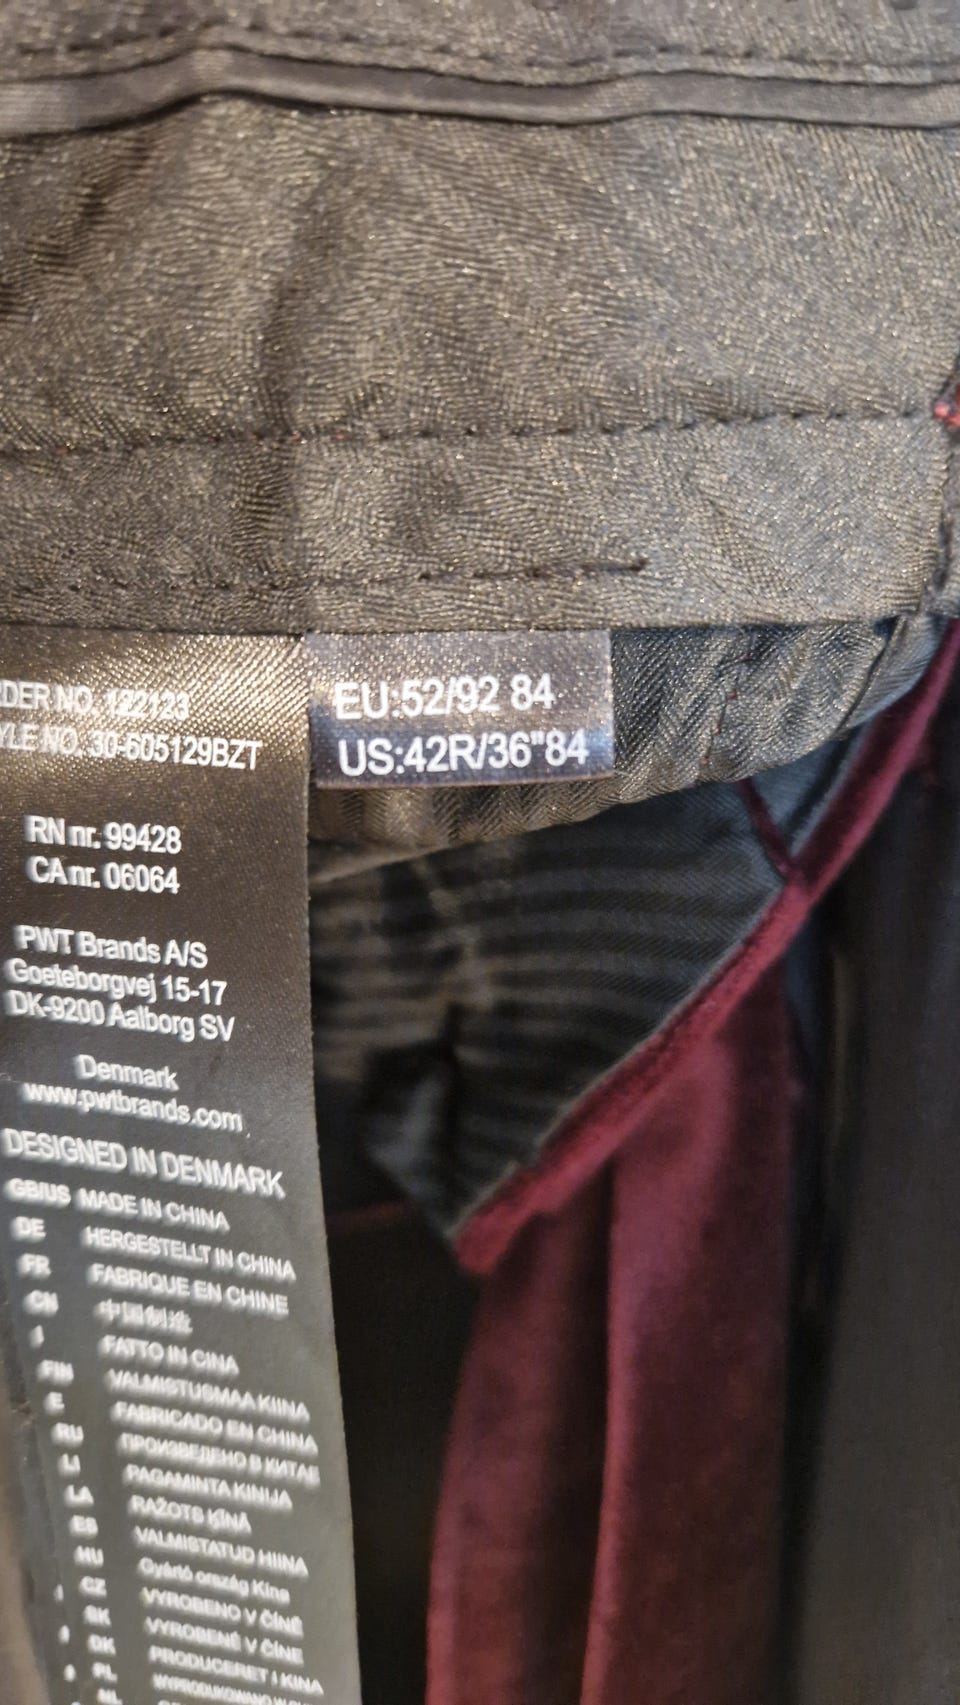 EU:52/92 84
US:42R/36"84
DER NO. 122123
YLE NO. 30-605129BZT
RN nr. 99428
CA nr. 06064
PWT Brands A/S
Goeteborgvej 15-17
DK-9200 Aalborg SV
Denmark
www.pwtbrands.com
DESIGNED IN DENMARK
GB/US MADE IN CHINA
DE HERGESTELLT IN CHINA
FR FABRIQUE EN CHINE
CN 中国制造
I FATTO IN CINA
FIN VALMISTUSMAA KIINA
E FABRICADO EN CHINA
RU ПРОИЗВЕДЕНО В КИТАЕ
LI PAGAMINTA KINIJA
LA RAŽOTS ĶĪNĀ
ES VALMISTATUD HIINA
HU Gyártó ország Kína
CZ VYROBENO V ČÍNĚ
SK VYROBENÉ V ČÍNE
DK PRODUCERET I KINA
PL WYPRODUKOWANO W
NL